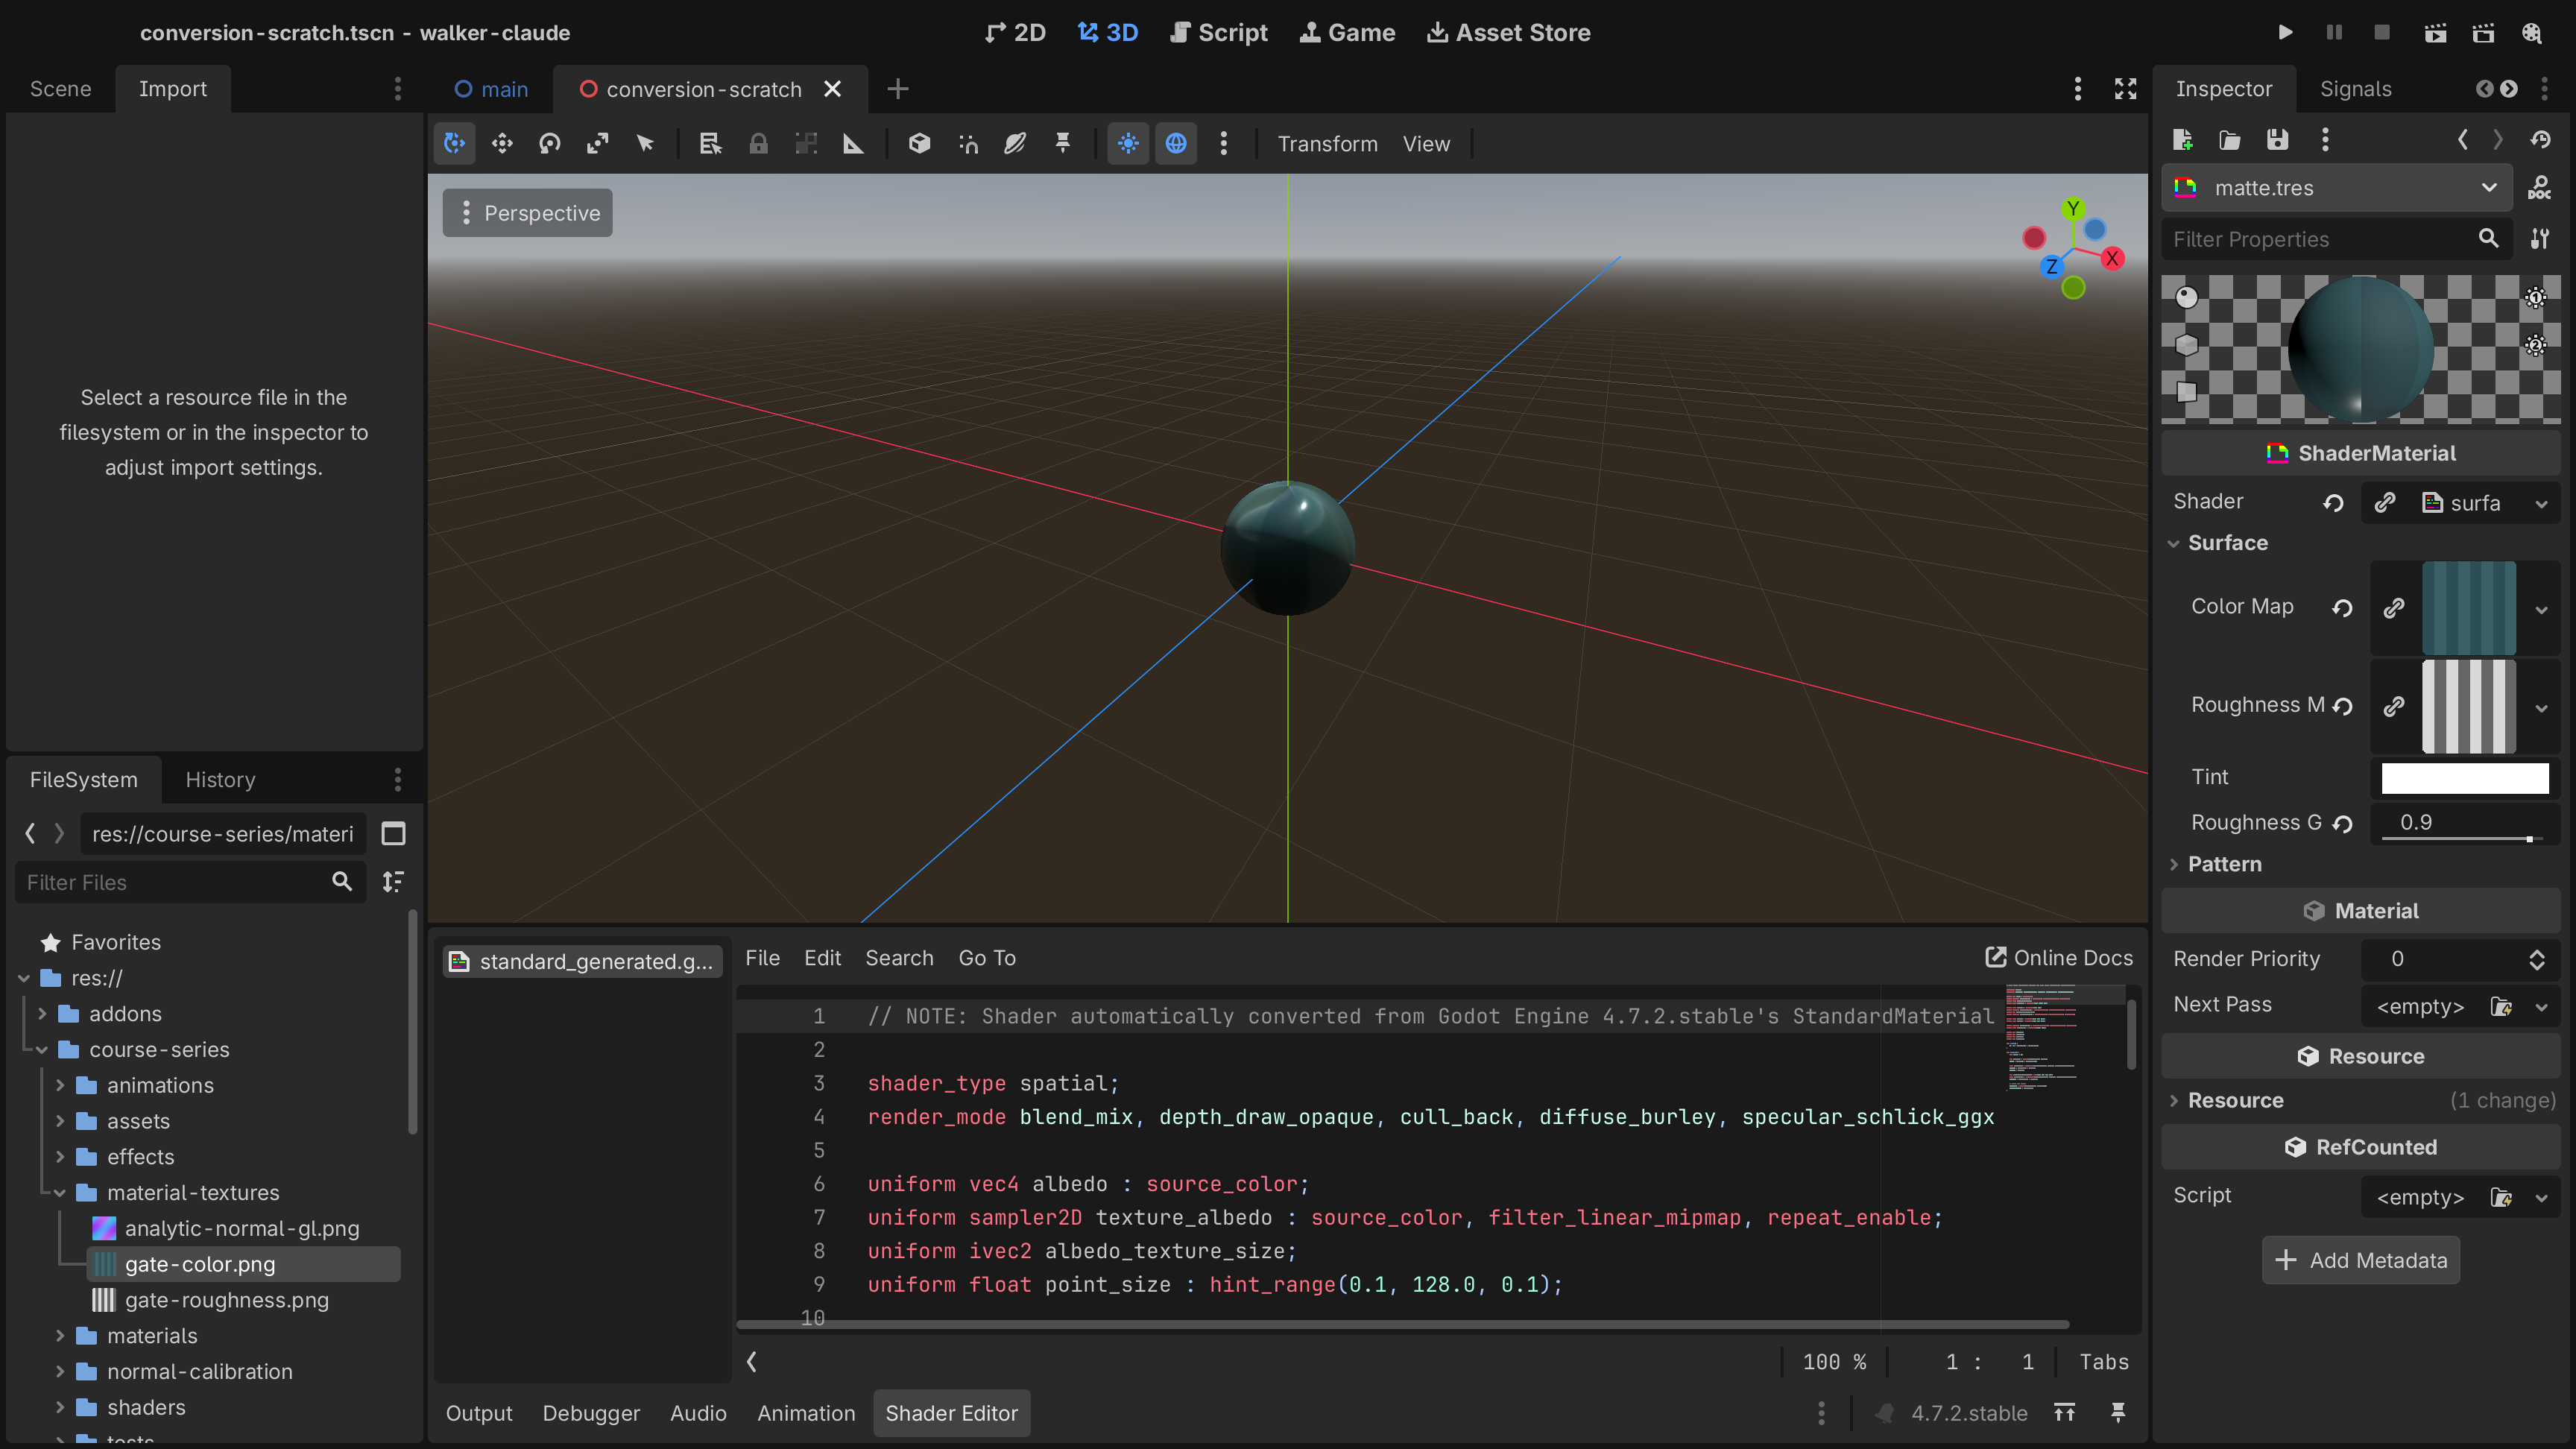 conversion-scratch.tscn - walker-claude
2D
3D
Script
Game
Asset Store
Scene
Import
Select a resource file in the
filesystem or in the inspector to
adjust import settings.
FileSystem
History
res://course-series/materi
Filter Files
Favorites
res://
addons
course-series
animations
assets
effects
material-textures
analytic-normal-gl.png
gate-color.png
gate-roughness.png
materials
normal-calibration
shaders
tests
main
conversion-scratch
Transform
View
Perspective
Y
X
Z
standard_generated.g...
File
Edit
Search
Go To
Online Docs
1 // NOTE: Shader automatically converted from Godot Engine 4.7.2.stable's StandardMaterial
2
3 shader_type spatial;
4 render_mode blend_mix, depth_draw_opaque, cull_back, diffuse_burley, specular_schlick_ggx
5
6 uniform vec4 albedo : source_color;
7 uniform sampler2D texture_albedo : source_color, filter_linear_mipmap, repeat_enable;
8 uniform ivec2 albedo_texture_size;
9 uniform float point_size : hint_range(0.1, 128.0, 0.1);
10
100 %
1 : 1
Tabs
Output
Debugger
Audio
Animation
Shader Editor
4.7.2.stable
Inspector
Signals
matte.tres
DOC
Filter Properties
1
2
ShaderMaterial
Shader
surfa
Surface
Color Map
Roughness M
Tint
Roughness G
0.9
Pattern
Material
Render Priority
0
Next Pass
<empty>
Resource
Resource
(1 change)
RefCounted
Script
<empty>
Add Metadata